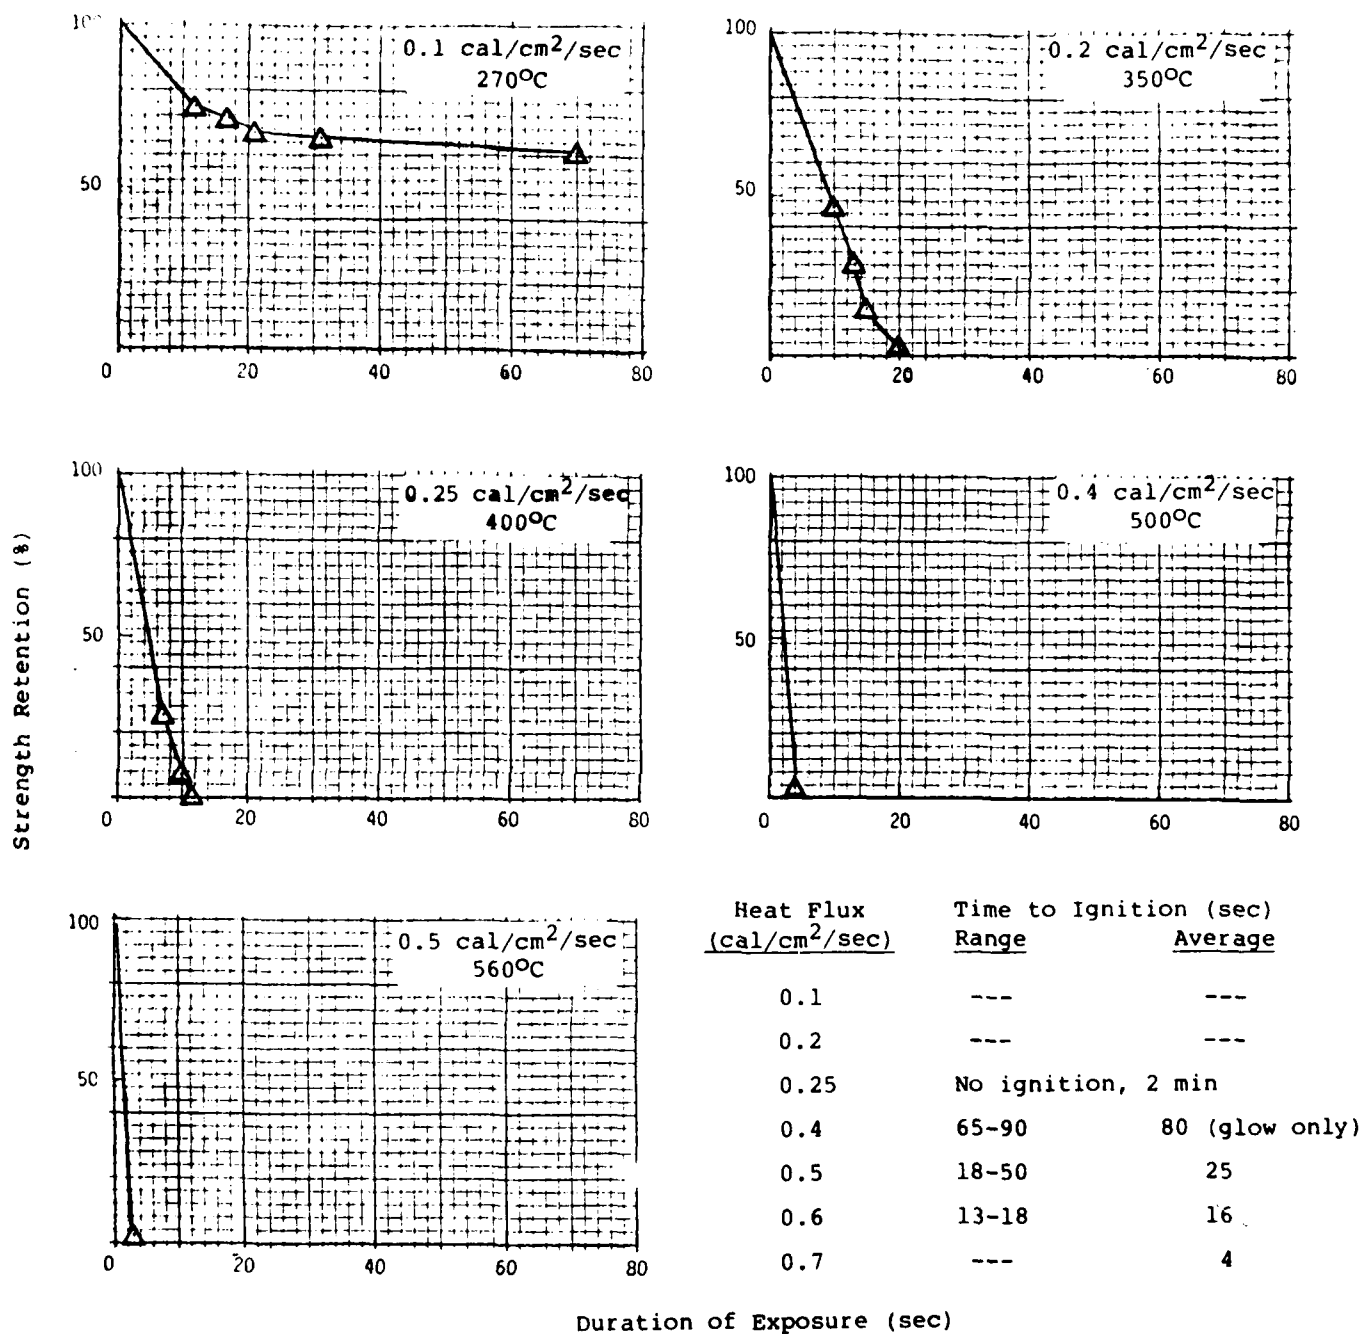 100
50
0 20 40 60 80
0.1 cal/cm²/sec
270°C
100
50
0 20 40 60 80
0.2 cal/cm²/sec
350°C
100
50
0 20 40 60 80
0.25 cal/cm²/sec
400°C
100
50
0 20 40 60 80
0.4 cal/cm²/sec
500°C
100
50
0 20 40 60 80
0.5 cal/cm²/sec
560°C
Strength Retention (%)
Duration of Exposure (sec)
Heat Flux Time to Ignition (sec)
(cal/cm²/sec) Range Average
0.1 --- ---
0.2 --- ---
0.25 No ignition, 2 min
0.4 65-90 80 (glow only)
0.5 18-50 25
0.6 13-18 16
0.7 --- 4